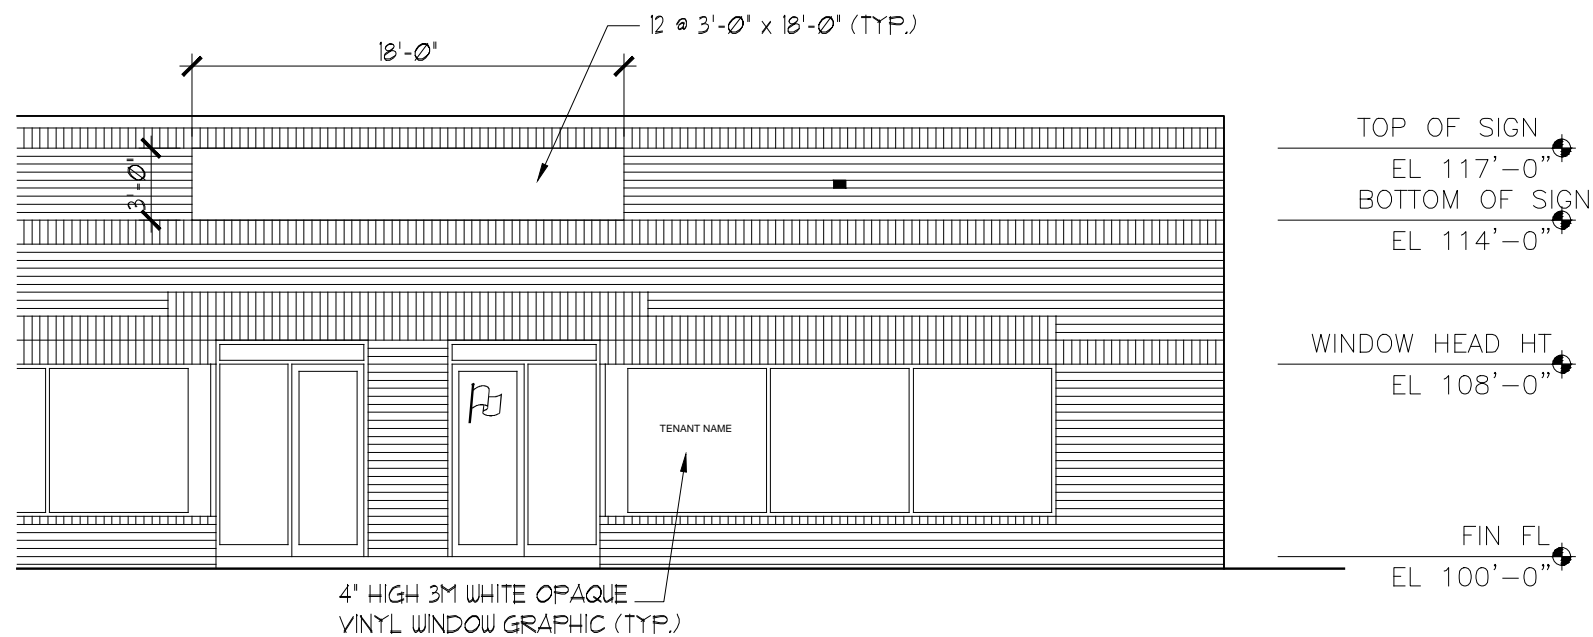 12 @ 3'-0" x 18'-0" (TYP.)
18'-0"
3'-0"
TOP OF SIGN
EL 117'-0"
BOTTOM OF SIGN
EL 114'-0"
WINDOW HEAD HT
EL 108'-0"
TENANT NAME
FIN FL
EL 100'-0"
4" HIGH 3M WHITE OPAQUE
VINYL WINDOW GRAPHIC (TYP.)